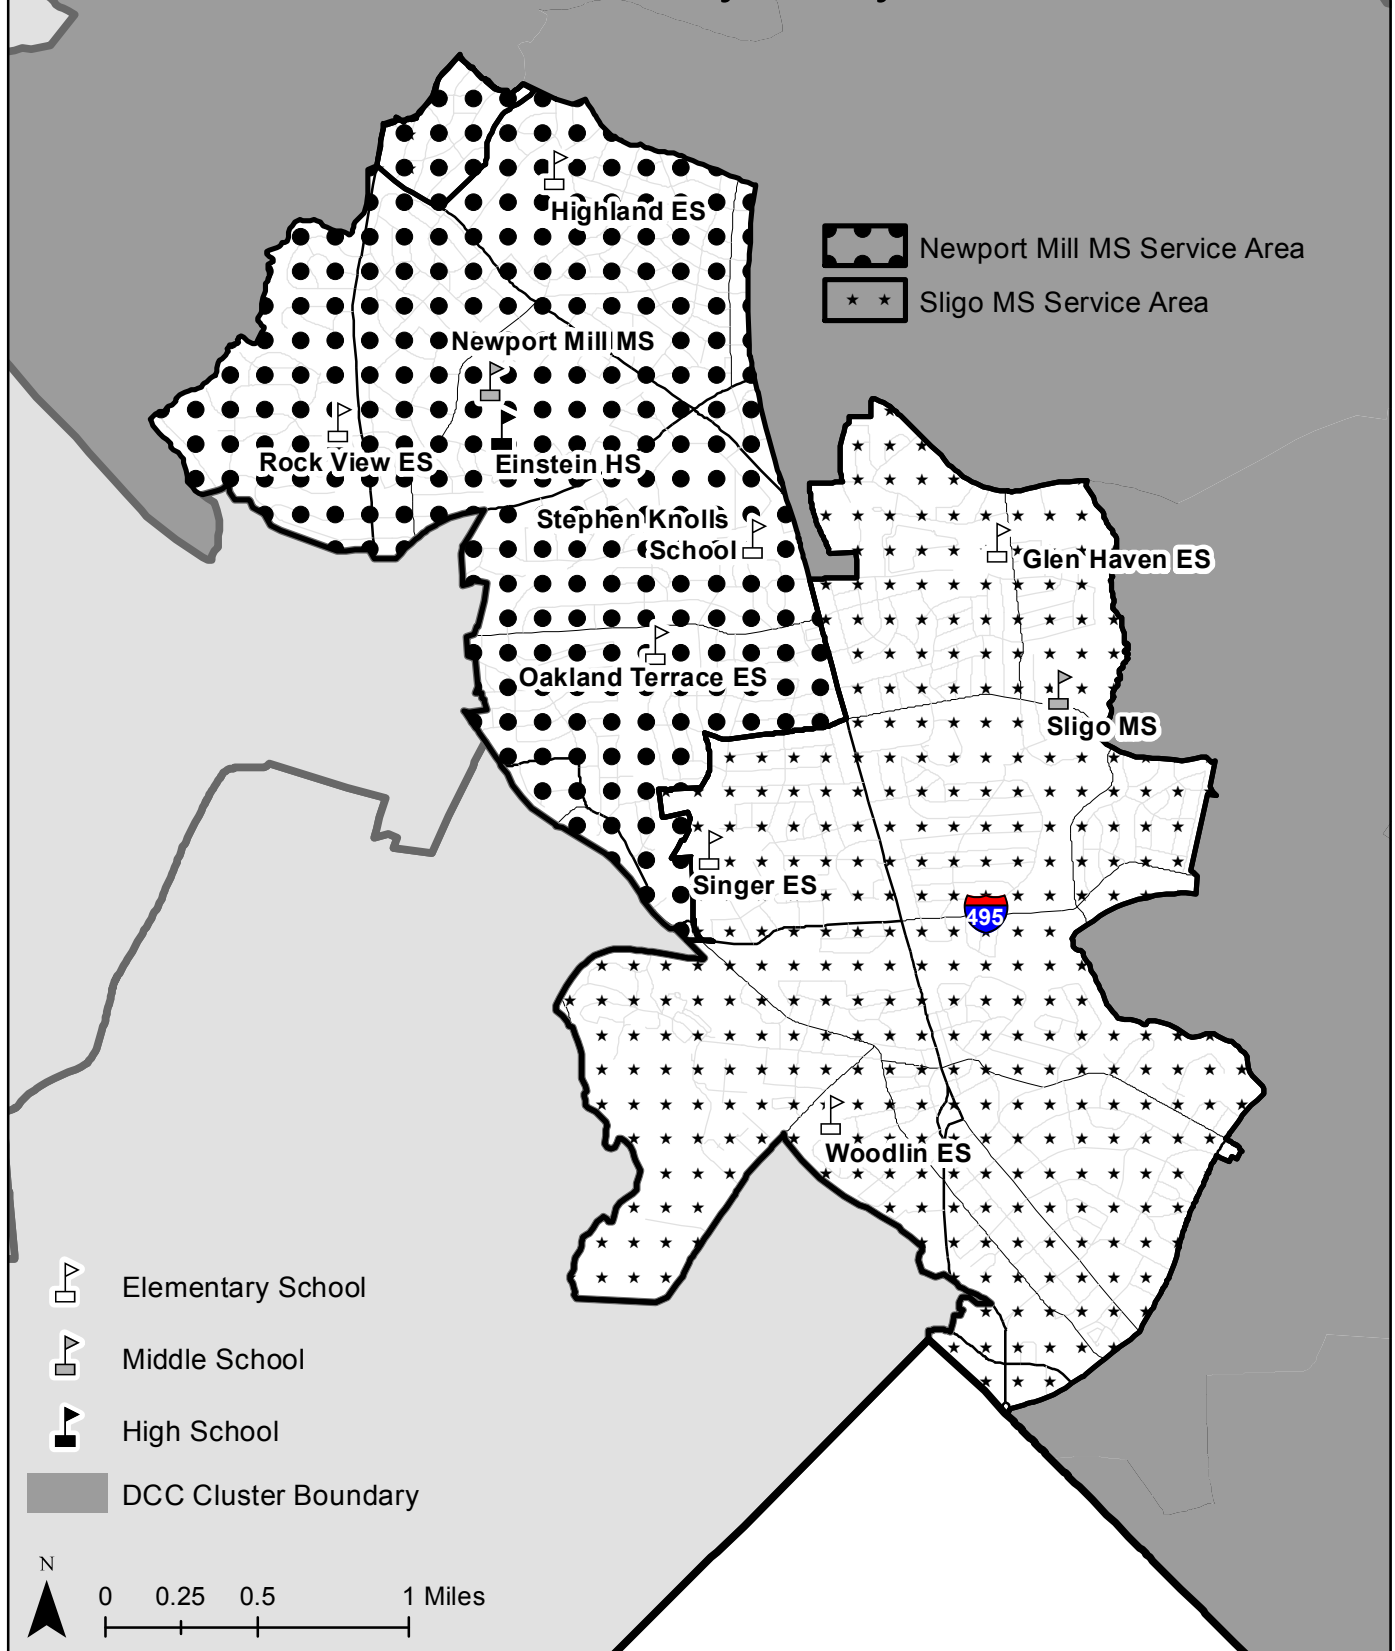 Highland ES
Newport Mill MS Service Area
Sligo MS Service Area
Newport Mill MS
Rock View ES
Einstein HS
Stephen Knolls
School
Glen Haven ES
Oakland Terrace ES
Sligo MS
Singer ES
495
Woodlin ES
Elementary School
Middle School
High School
DCC Cluster Boundary
N
0 0.25 0.5 1 Miles